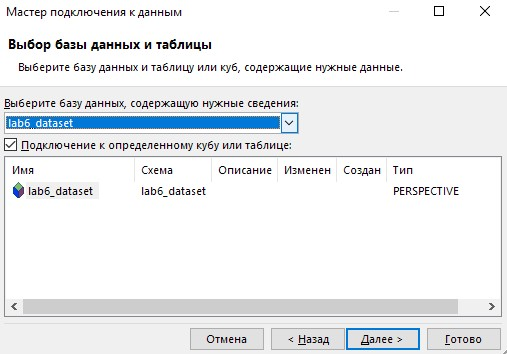 Мастер подключения к данным
Выбор базы данных и таблицы
Выберите базу данных и таблицу или куб, содержащие нужные данные.
Выберите базу данных, содержащую нужные сведения:
lab6_dataset
Подключение к определенному кубу или таблице:
Имя Схема Описание Изменен Создан Тип
lab6_dataset lab6_dataset PERSPECTIVE
Отмена < Назад Далее > Готово